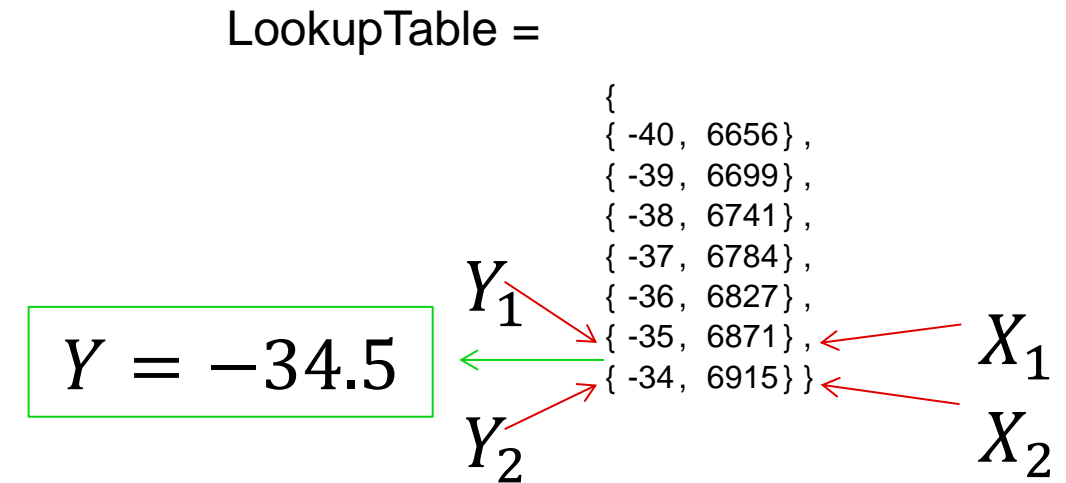 LookupTable =
{
{ -40, 6656} ,
{ -39, 6699} ,
{ -38, 6741} ,
{ -37, 6784} ,
{ -36, 6827} ,
{ -35, 6871} ,
{ -34, 6915} }
Y₁
Y = −34.5
X₁
Y₂
X₂